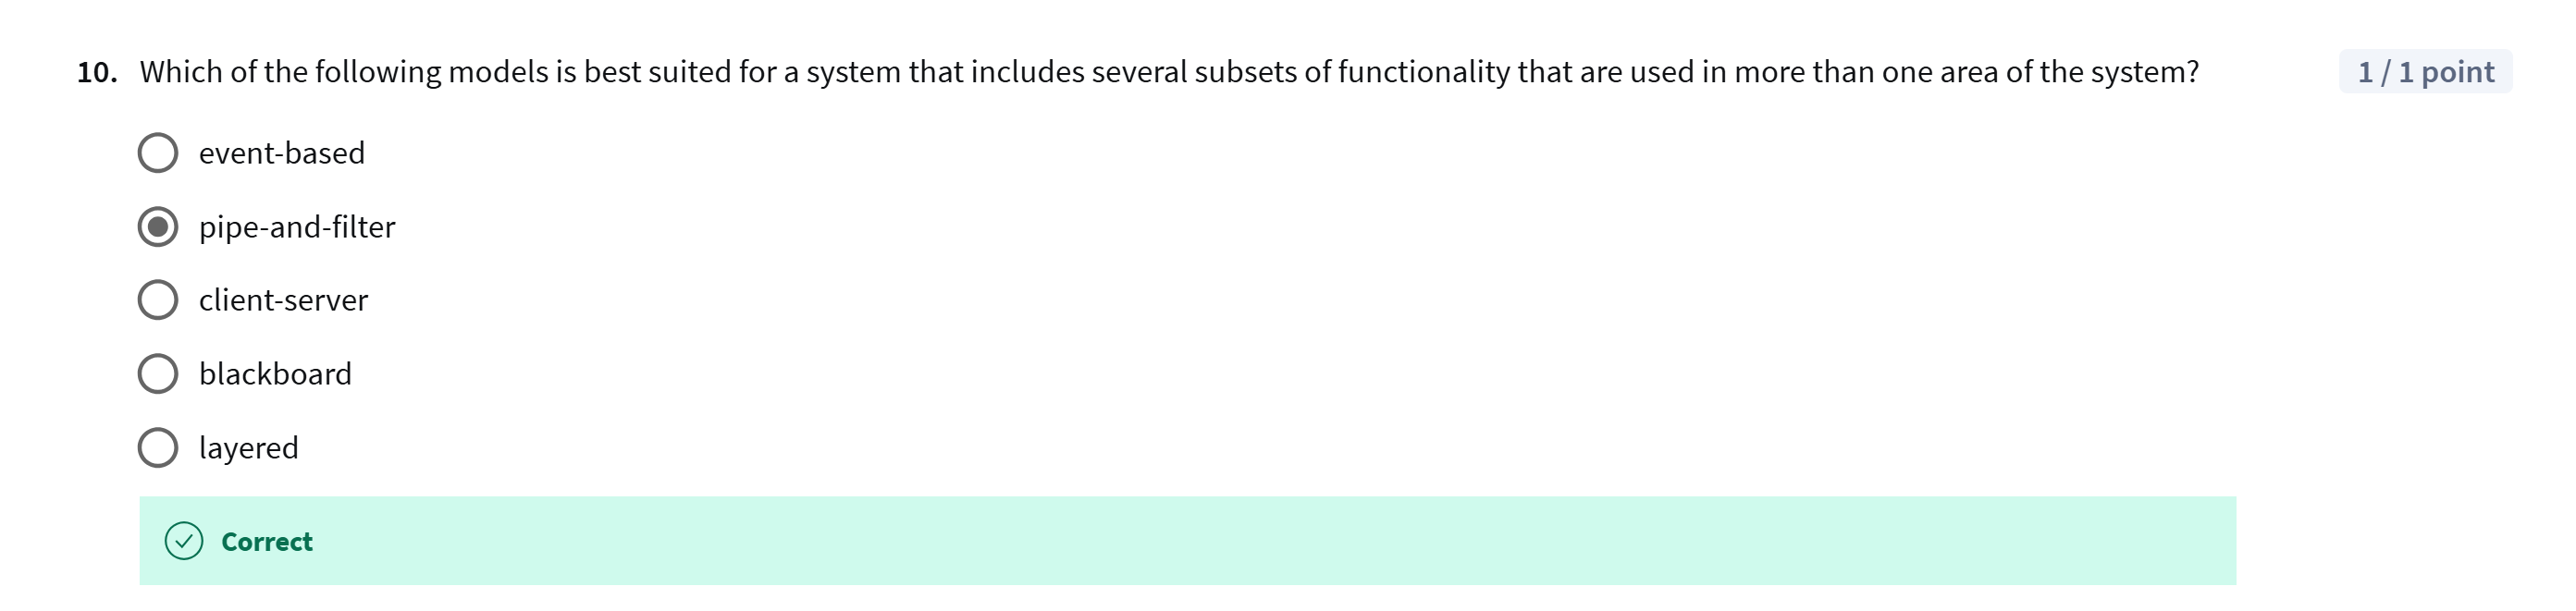 10. Which of the following models is best suited for a system that includes several subsets of functionality that are used in more than one area of the system? 1 / 1 point
event-based
pipe-and-filter
client-server
blackboard
layered
Correct